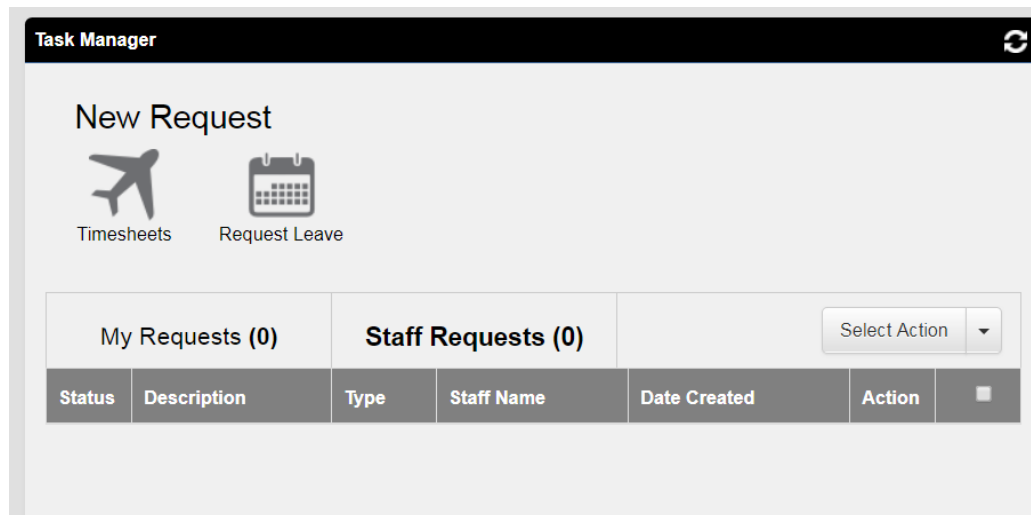 Task Manager
New Request
Timesheets Request Leave
My Requests (0) Staff Requests (0) Select Action
Status Description Type Staff Name Date Created Action